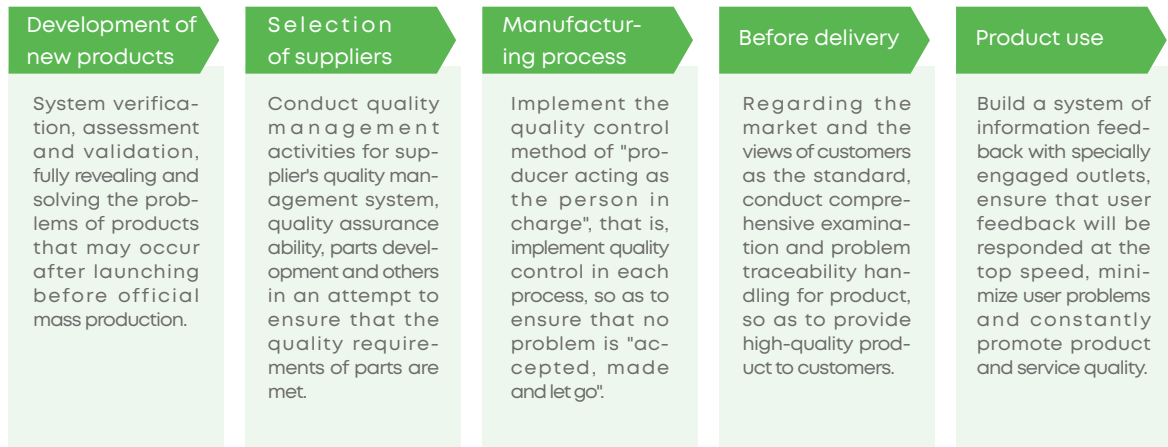 Development of
new products
System verifica-
tion, assessment
and validation,
fully revealing and
solving the prob-
lems of products
that may occur
after launching
before official
mass production.
Selection
of suppliers
Conduct quality
management
activities for sup-
plier's quality man-
agement system,
quality assurance
ability, parts devel-
opment and others
in an attempt to
ensure that the
quality require-
ments of parts are
met.
Manufactur-
ing process
Implement the
quality control
method of "pro-
ducer acting as
the person in
charge", that is,
implement quality
control in each
process, so as to
ensure that no
problem is "ac-
cepted, made
and let go".
Before delivery
Regarding the
market and the
views of customers
as the standard,
conduct compre-
hensive examina-
tion and problem
traceability han-
dling for product,
so as to provide
high-quality prod-
uct to customers.
Product use
Build a system of
information feed-
back with specially
engaged outlets,
ensure that user
feedback will be
responded at the
top speed, mini-
mize user problems
and constantly
promote product
and service quality.